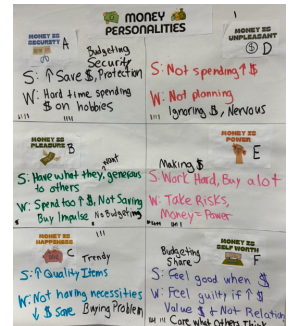 MONEY
PERSONALITIES
MONEY IS
SECURITY
A
Budgeting
Security
S: ↑ Save $, Protection
W: Hard time spending
$ on hobbies
MONEY IS
UNPLEASANT
D
S: Not spending ↑ $
W: Not planning
Ignoring $, Nervous
MONEY IS
PLEASURE
B
S: Have what they want, generous
to others
W: Spend too ↑ $, Not Saving
Buy Impulse No Budgeting
MONEY IS
POWER
E
Making $
S: Work Hard, Buy a lot
W: Take Risks,
Money = Power
MONEY IS
HAPPINESS
C
Trendy
S: ↑ Quality Items
W: Not having necessities
↓ $ Save Buying Problem
MONEY IS
SELF WORTH
F
Budgeting
Share
S: Feel good when $
W: Feel guilty if ↑ $
Value $ + Not Relation
Care what Others Think